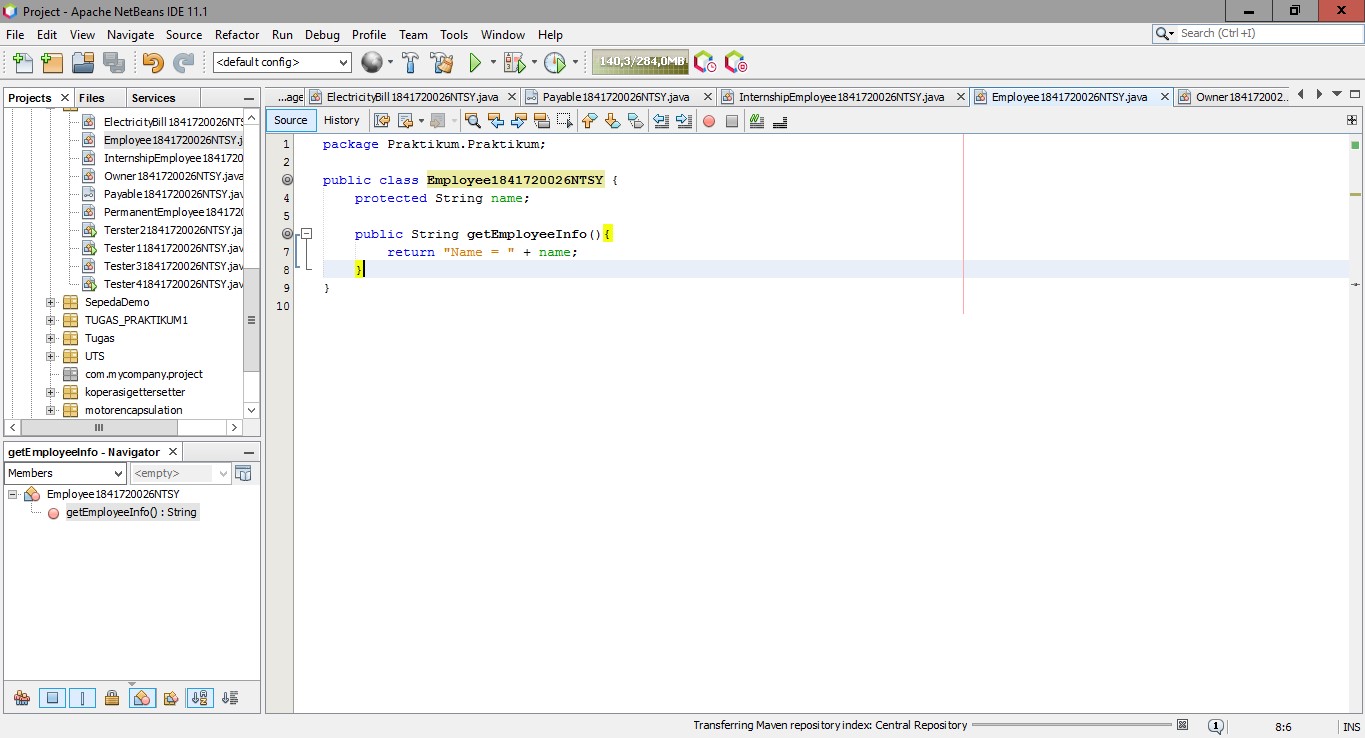 Project - Apache NetBeans IDE 11.1
File Edit View Navigate Source Refactor Run Debug Profile Team Tools Window Help
Search (Ctrl+I)
<default config>
140,3/284,0MB
Projects Files Services
...age ElectricityBill1841720026NTSY.java Payable1841720026NTSY.java InternshipEmployee1841720026NTSY.java Employee1841720026NTSY.java Owner184172002...
Source History
ElectricityBill1841720026NTS
Employee1841720026NTSY.j
InternshipEmployee1841720
Owner1841720026NTSY.java
Payable1841720026NTSY.jav
PermanentEmployee1841720
Terster21841720026NTSY.jav
Tester11841720026NTSY.jav
Tester31841720026NTSY.jav
Tester41841720026NTSY.jav
SepedaDemo
TUGAS_PRAKTIKUM1
Tugas
UTS
com.mycompany.project
koperasigettersetter
motorencapsulation
1 package Praktikum.Praktikum;
2
public class Employee1841720026NTSY {
4 protected String name;
5
public String getEmployeeInfo(){
7 return "Name = " + name;
8 }
9 }
10
getEmployeeInfo - Navigator
Members <empty>
Employee1841720026NTSY
getEmployeeInfo() : String
Transferring Maven repository index: Central Repository
1
8:6
INS